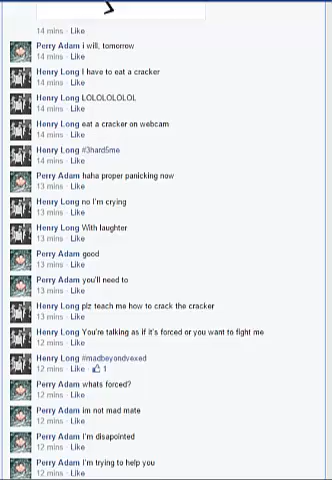 14 mins · Like
Perry Adam i will, tomorrow
14 mins · Like
Henry Long I have to eat a cracker
14 mins · Like
Henry Long LOLOLOLOLOL
14 mins · Like
Henry Long eat a cracker on webcam
14 mins · Like
Henry Long #3hard5me
14 mins · Like
Perry Adam haha proper panicking now
13 mins · Like
Henry Long no I'm crying
13 mins · Like
Henry Long With laughter
13 mins · Like
Perry Adam good
13 mins · Like
Perry Adam you'll need to
13 mins · Like
Henry Long plz teach me how to crack the cracker
13 mins · Like
Henry Long You're talking as if it's forced or you want to fight me
12 mins · Like
Henry Long #madbeyondvexed
12 mins · Like · 1
Perry Adam whats forced?
12 mins · Like
Perry Adam im not mad mate
12 mins · Like
Perry Adam I'm disapointed
12 mins · Like
Perry Adam I'm trying to help you
12 mins · Like